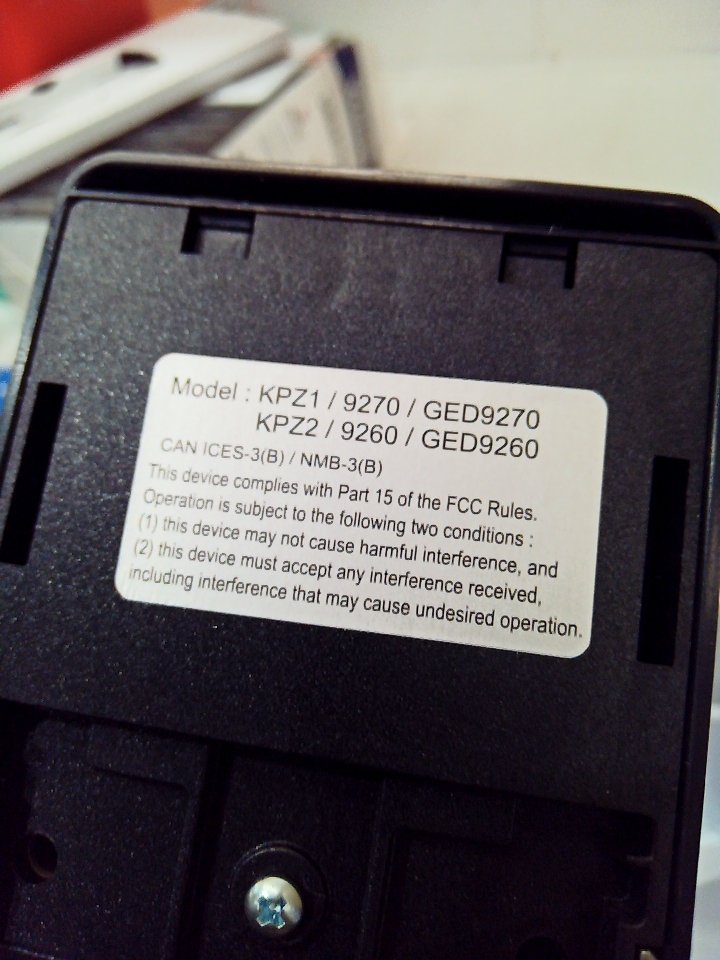 Model : KPZ1 / 9270 / GED9270
KPZ2 / 9260 / GED9260
CAN ICES-3(B) / NMB-3(B)
This device complies with Part 15 of the FCC Rules.
Operation is subject to the following two conditions :
(1) this device may not cause harmful interference, and
(2) this device must accept any interference received,
including interference that may cause undesired operation.